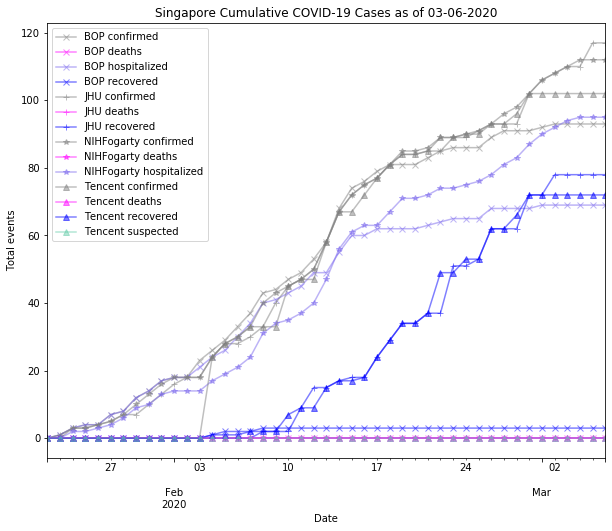 Singapore Cumulative COVID-19 Cases as of 03-06-2020
120
100
80
60
40
20
0
Total events
BOP confirmed
BOP deaths
BOP hospitalized
BOP recovered
JHU confirmed
JHU deaths
JHU recovered
NIHFogarty confirmed
NIHFogarty deaths
NIHFogarty hospitalized
Tencent confirmed
Tencent deaths
Tencent recovered
Tencent suspected
27 03 10 17 24 02
Feb Mar
2020
Date